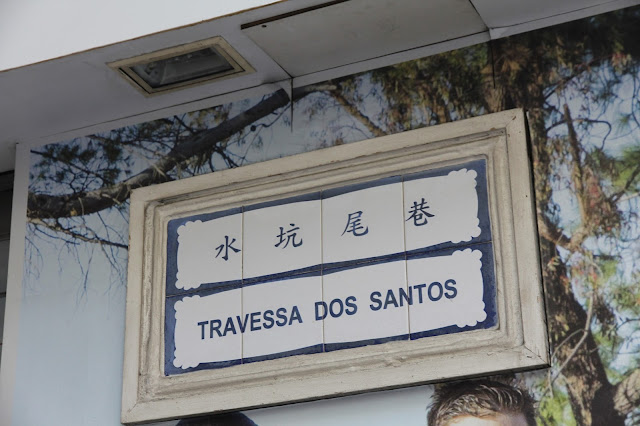 水坑尾巷
TRAVESSA DOS SANTOS